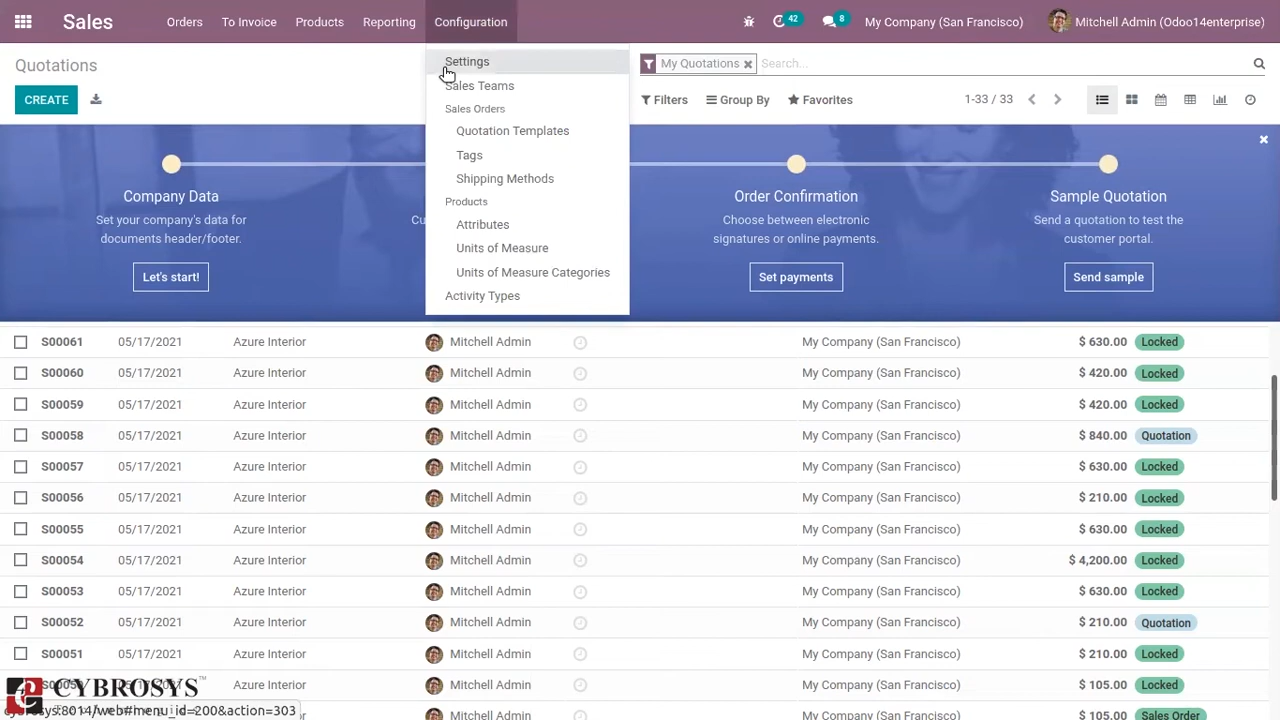 Sales Orders To Invoice Products Reporting Configuration 42 8 My Company (San Francisco) Mitchell Admin (Odoo14enterprise)
Quotations
My Quotations Search...
CREATE
Filters Group By Favorites 1-33 / 33
Settings
Sales Teams
Sales Orders
Quotation Templates
Tags
Shipping Methods
Products
Attributes
Units of Measure
Units of Measure Categories
Activity Types
Company Data
Set your company's data for
documents header/footer.
Let's start!
Order Confirmation
Choose between electronic
signatures or online payments.
Set payments
Sample Quotation
Send a quotation to test the
customer portal.
Send sample
S00061 05/17/2021 Azure Interior Mitchell Admin My Company (San Francisco) $ 630.00 Locked
S00060 05/17/2021 Azure Interior Mitchell Admin My Company (San Francisco) $ 420.00 Locked
S00059 05/17/2021 Azure Interior Mitchell Admin My Company (San Francisco) $ 420.00 Locked
S00058 05/17/2021 Azure Interior Mitchell Admin My Company (San Francisco) $ 840.00 Quotation
S00057 05/17/2021 Azure Interior Mitchell Admin My Company (San Francisco) $ 630.00 Locked
S00056 05/17/2021 Azure Interior Mitchell Admin My Company (San Francisco) $ 210.00 Locked
S00055 05/17/2021 Azure Interior Mitchell Admin My Company (San Francisco) $ 630.00 Locked
S00054 05/17/2021 Azure Interior Mitchell Admin My Company (San Francisco) $ 4,200.00 Locked
S00053 05/17/2021 Azure Interior Mitchell Admin My Company (San Francisco) $ 630.00 Locked
S00052 05/17/2021 Azure Interior Mitchell Admin My Company (San Francisco) $ 210.00 Quotation
S00051 05/17/2021 Azure Interior Mitchell Admin My Company (San Francisco) $ 210.00 Locked
Azure Interior Mitchell Admin My Company (San Francisco) $ 105.00 Locked
CYBROSYS
cybrosys:8014/web#menu_id=200&action=303
Azure Interior Mitchell Admin My Company (San Francisco) $ 105.00 Sales Order